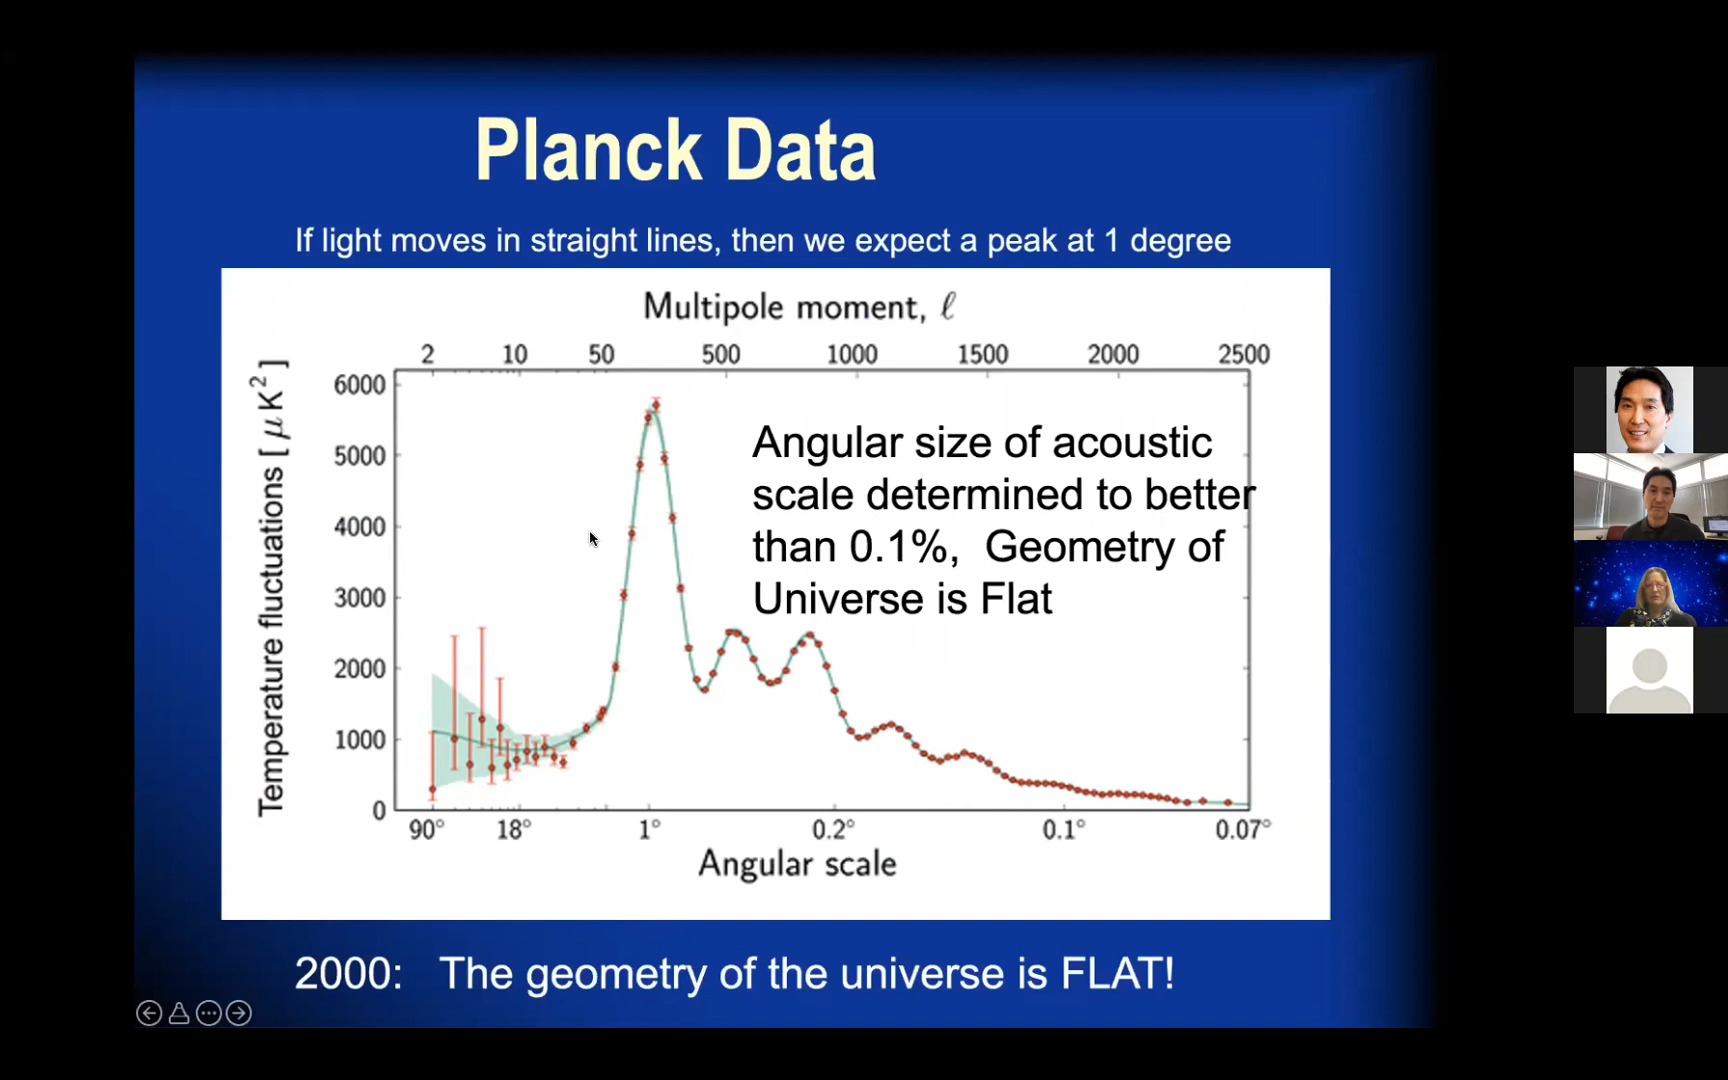 Planck Data
If light moves in straight lines, then we expect a peak at 1 degree
Multipole moment, ℓ
2 10 50 500 1000 1500 2000 2500
Temperature fluctuations [ μ K² ]
6000
5000
4000
3000
2000
1000
0
Angular size of acoustic
scale determined to better
than 0.1%, Geometry of
Universe is Flat
90° 18° 1° 0.2° 0.1° 0.07°
Angular scale
2000: The geometry of the universe is FLAT!